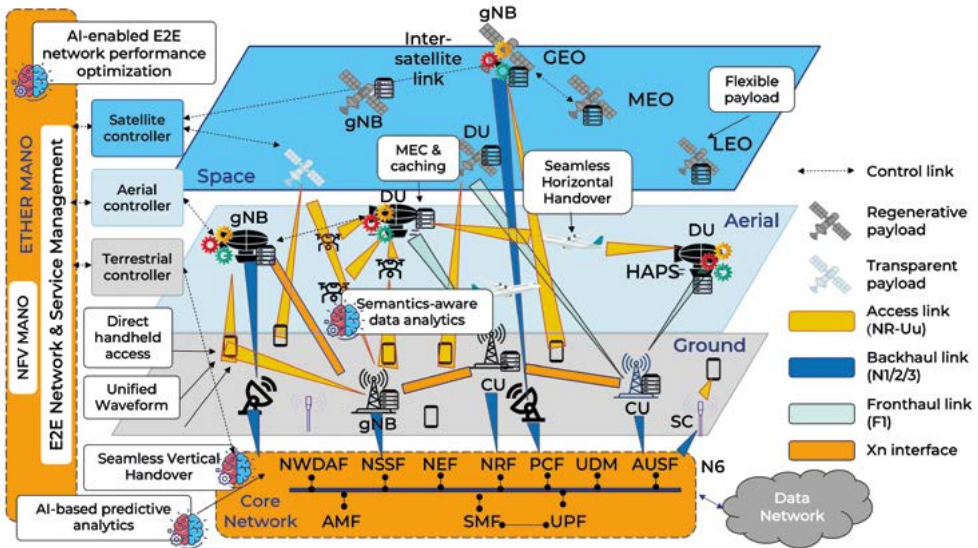 AI-enabled E2E
network performance
optimization
ETHER MANO
NFV MANO
E2E Network & Service Management
Satellite
controller
Aerial
controller
Terrestrial
controller
Direct
handheld
access
Unified
Waveform
Seamless Vertical
Handover
AI-based predictive
analytics
gNB
Inter-
satellite
link
GEO
gNB
MEO
Flexible
payload
DU
LEO
MEC &
caching
Seamless
Horizontal
Handover
Space
gNB
DU
Aerial
DU
HAPS
Semantics-aware
data analytics
Ground
gNB
CU
CU
SC
NWDAF
NSSF
NEF
NRF
PCF
UDM
AUSF
N6
Core
Network
AMF
SMF
UPF
Data
Network
Control link
Regenerative
payload
Transparent
payload
Access link
(NR-Uu)
Backhaul link
(N1/2/3)
Fronthaul link
(F1)
Xn interface